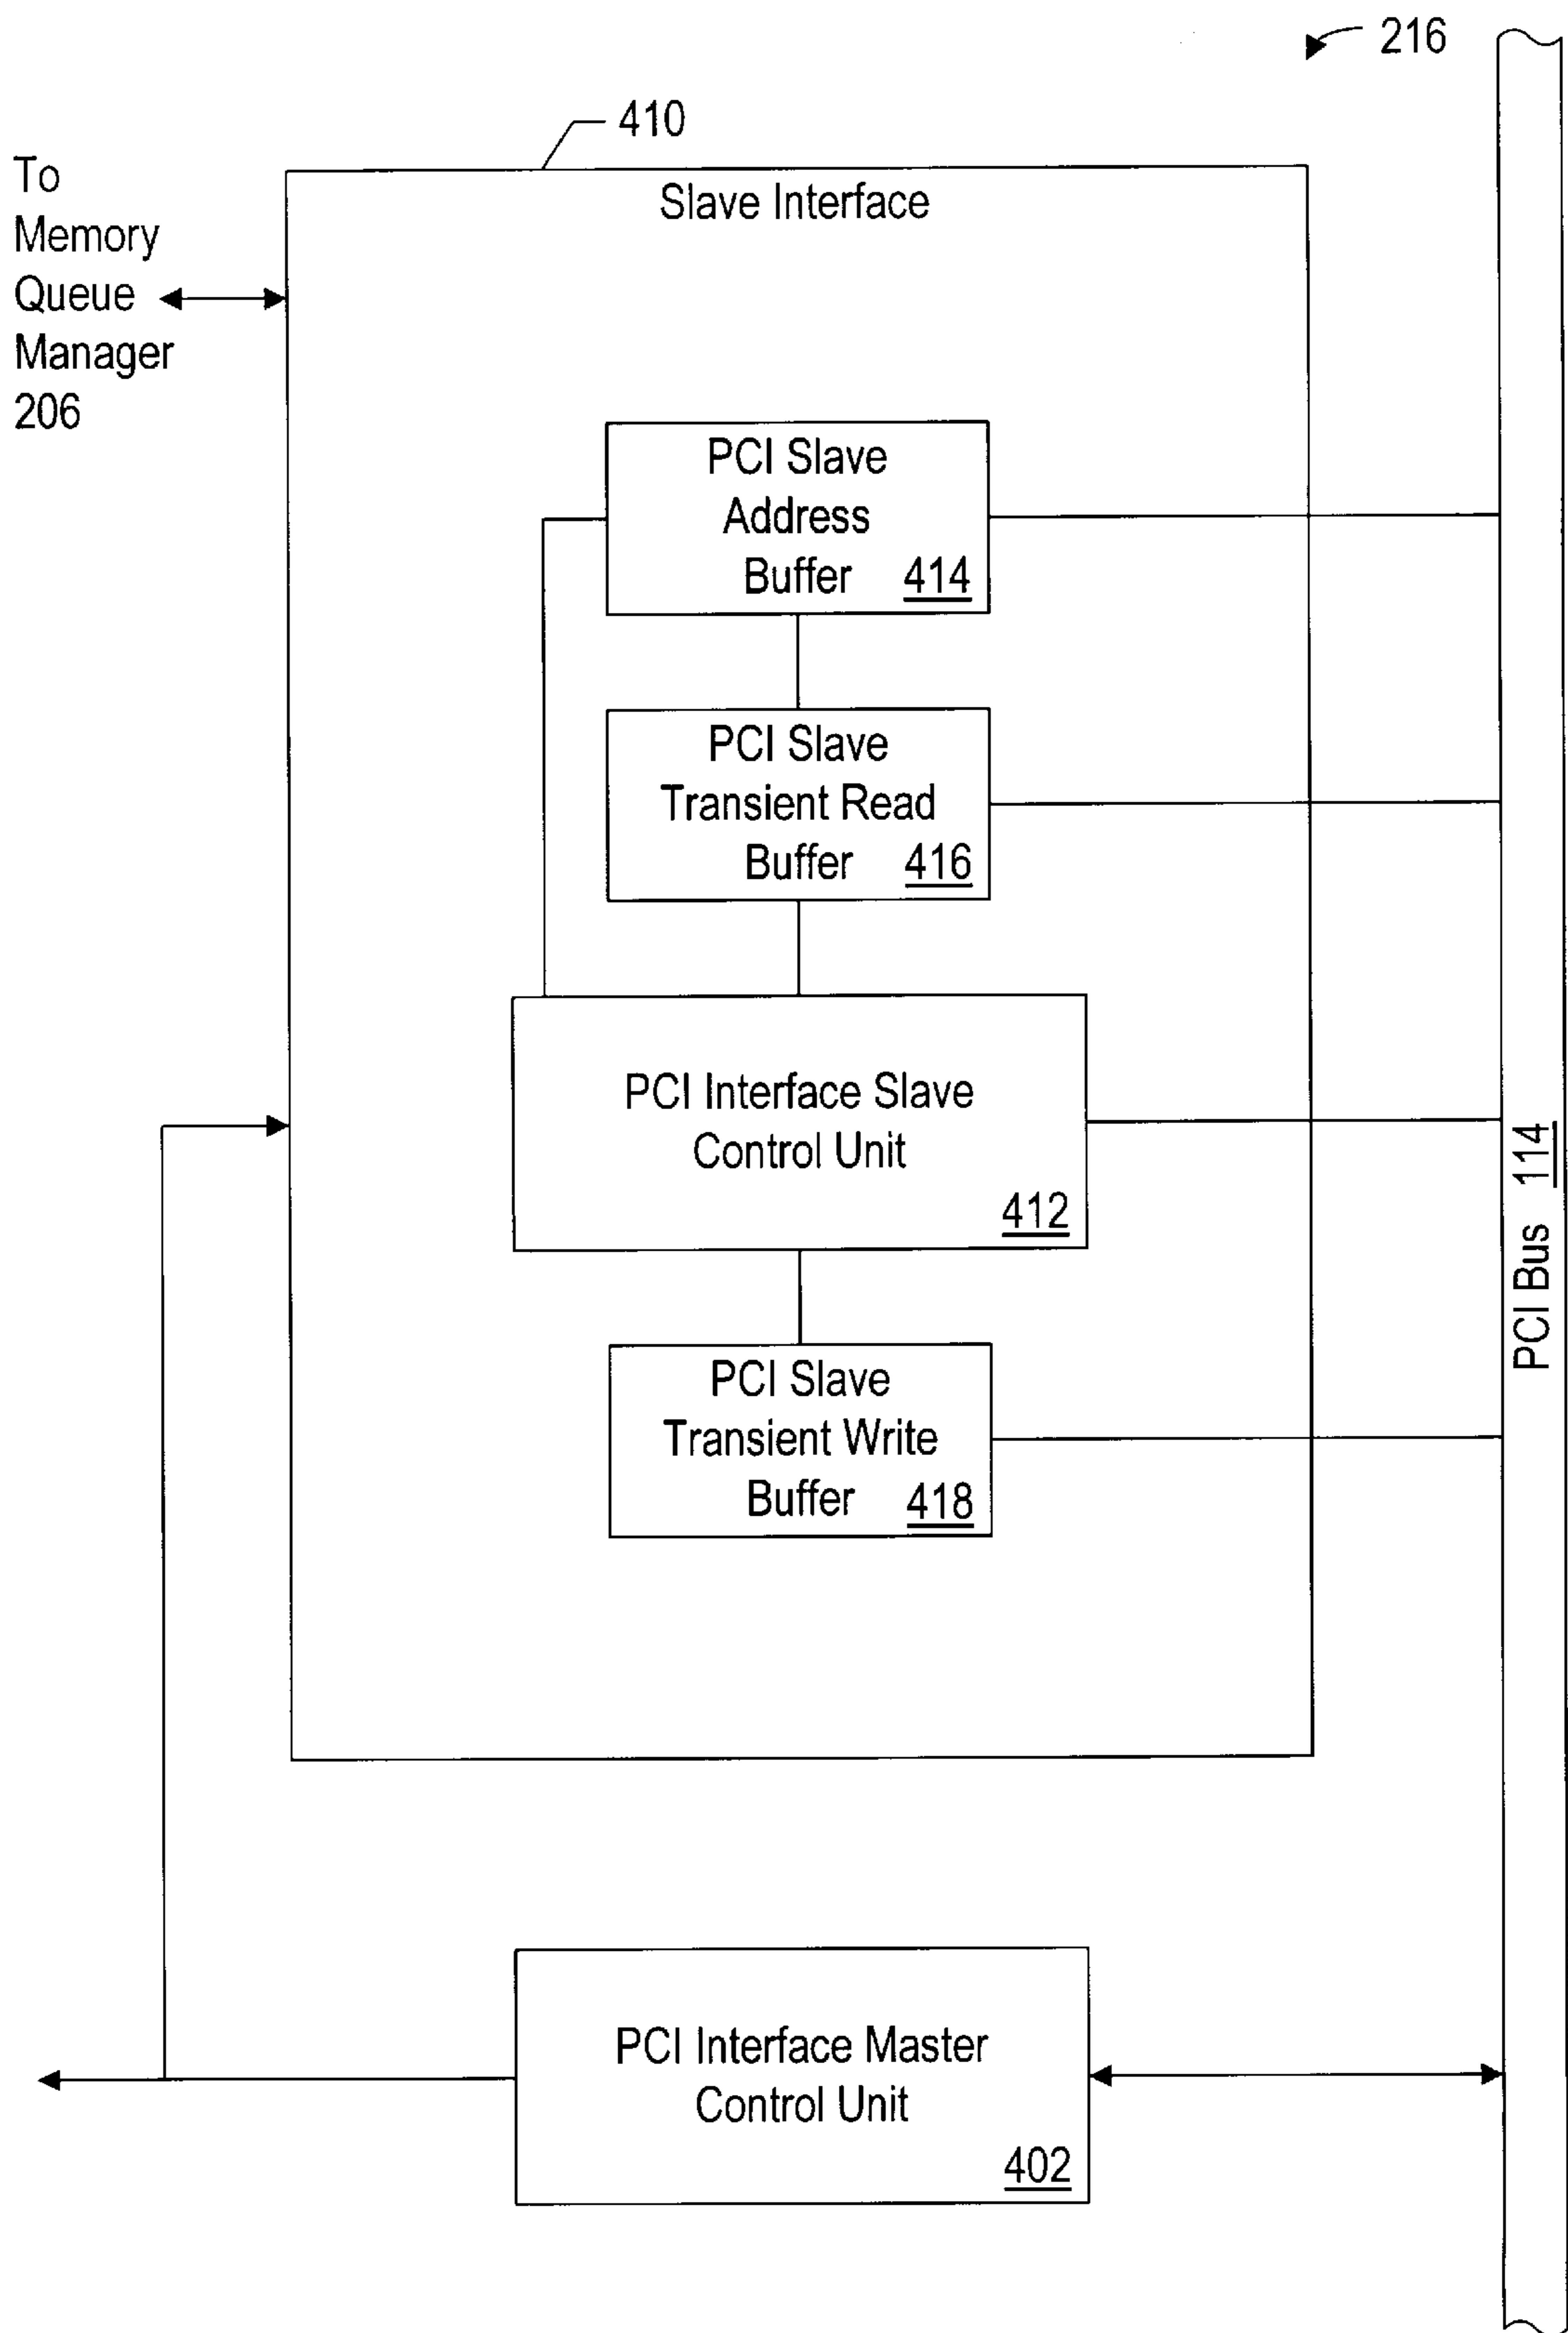 216
410
To
Memory
Queue
Manager
206
Slave Interface
PCI Slave
Address
Buffer 414
PCI Slave
Transient Read
Buffer 416
PCI Interface Slave
Control Unit
412
PCI Slave
Transient Write
Buffer 418
PCI Bus 114
PCI Interface Master
Control Unit
402